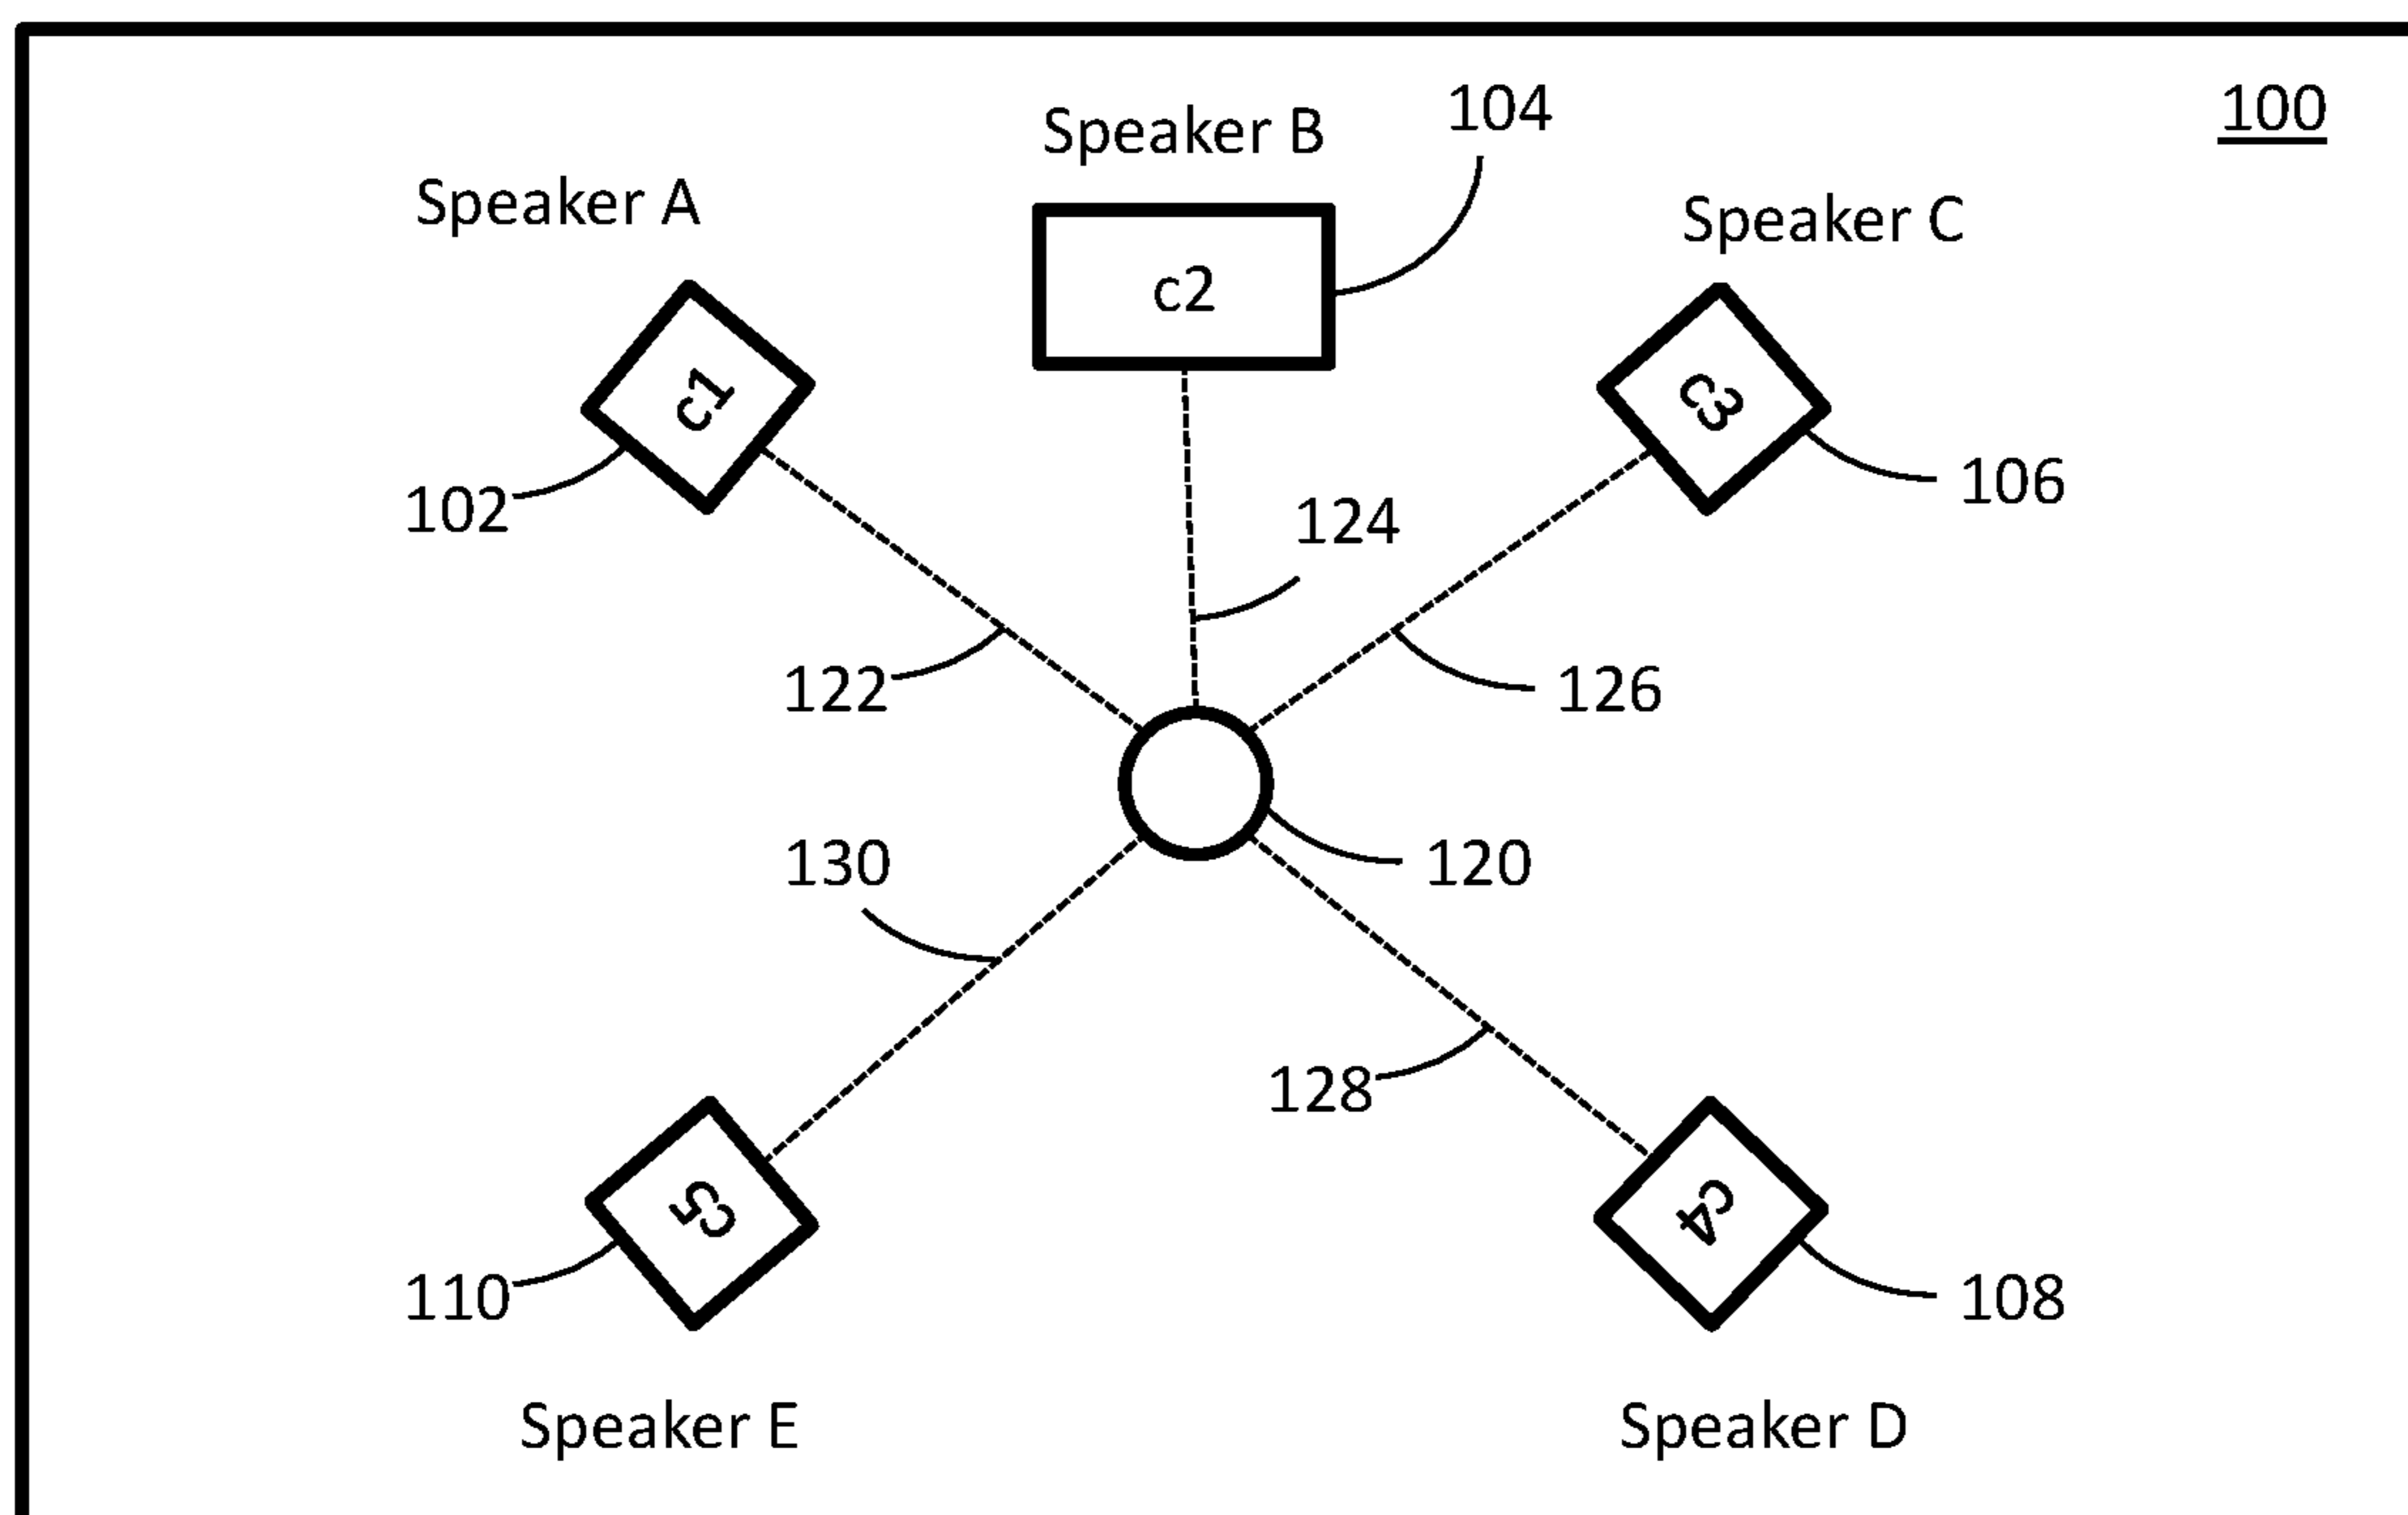 104
100
Speaker B
Speaker A
Speaker C
c2
c1
c3
106
102
124
122
126
130
120
128
c5
c4
110
108
Speaker E
Speaker D